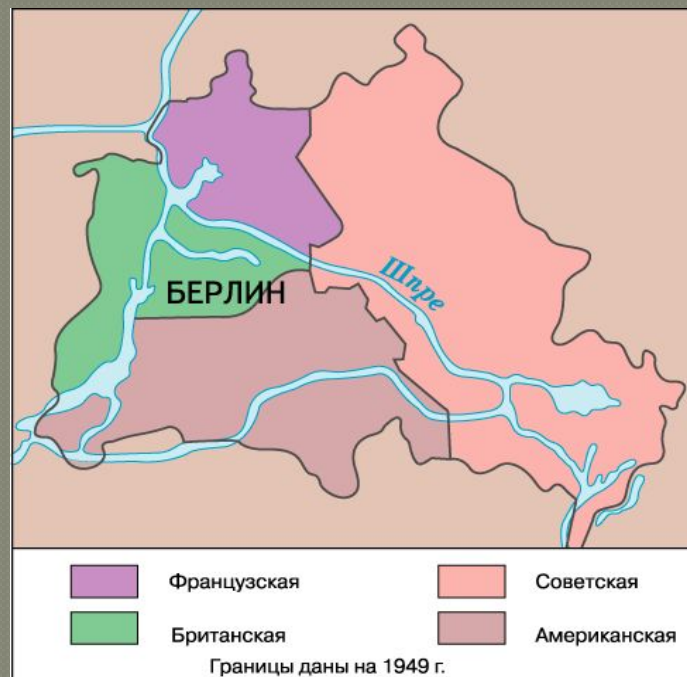 Шпре
БЕРЛИН
Французская
Советская
Британская
Американская
Границы даны на 1949 г.